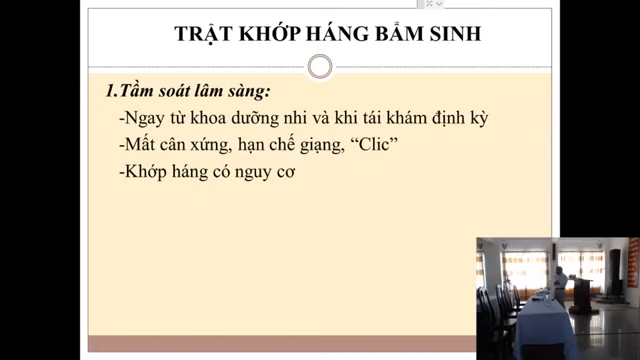 TRẬT KHỚP HÁNG BẨM SINH
1.Tầm soát lâm sàng:
-Ngay từ khoa dưỡng nhi và khi tái khám định kỳ
-Mất cân xứng, hạn chế giạng, “Clic”
-Khớp háng có nguy cơ